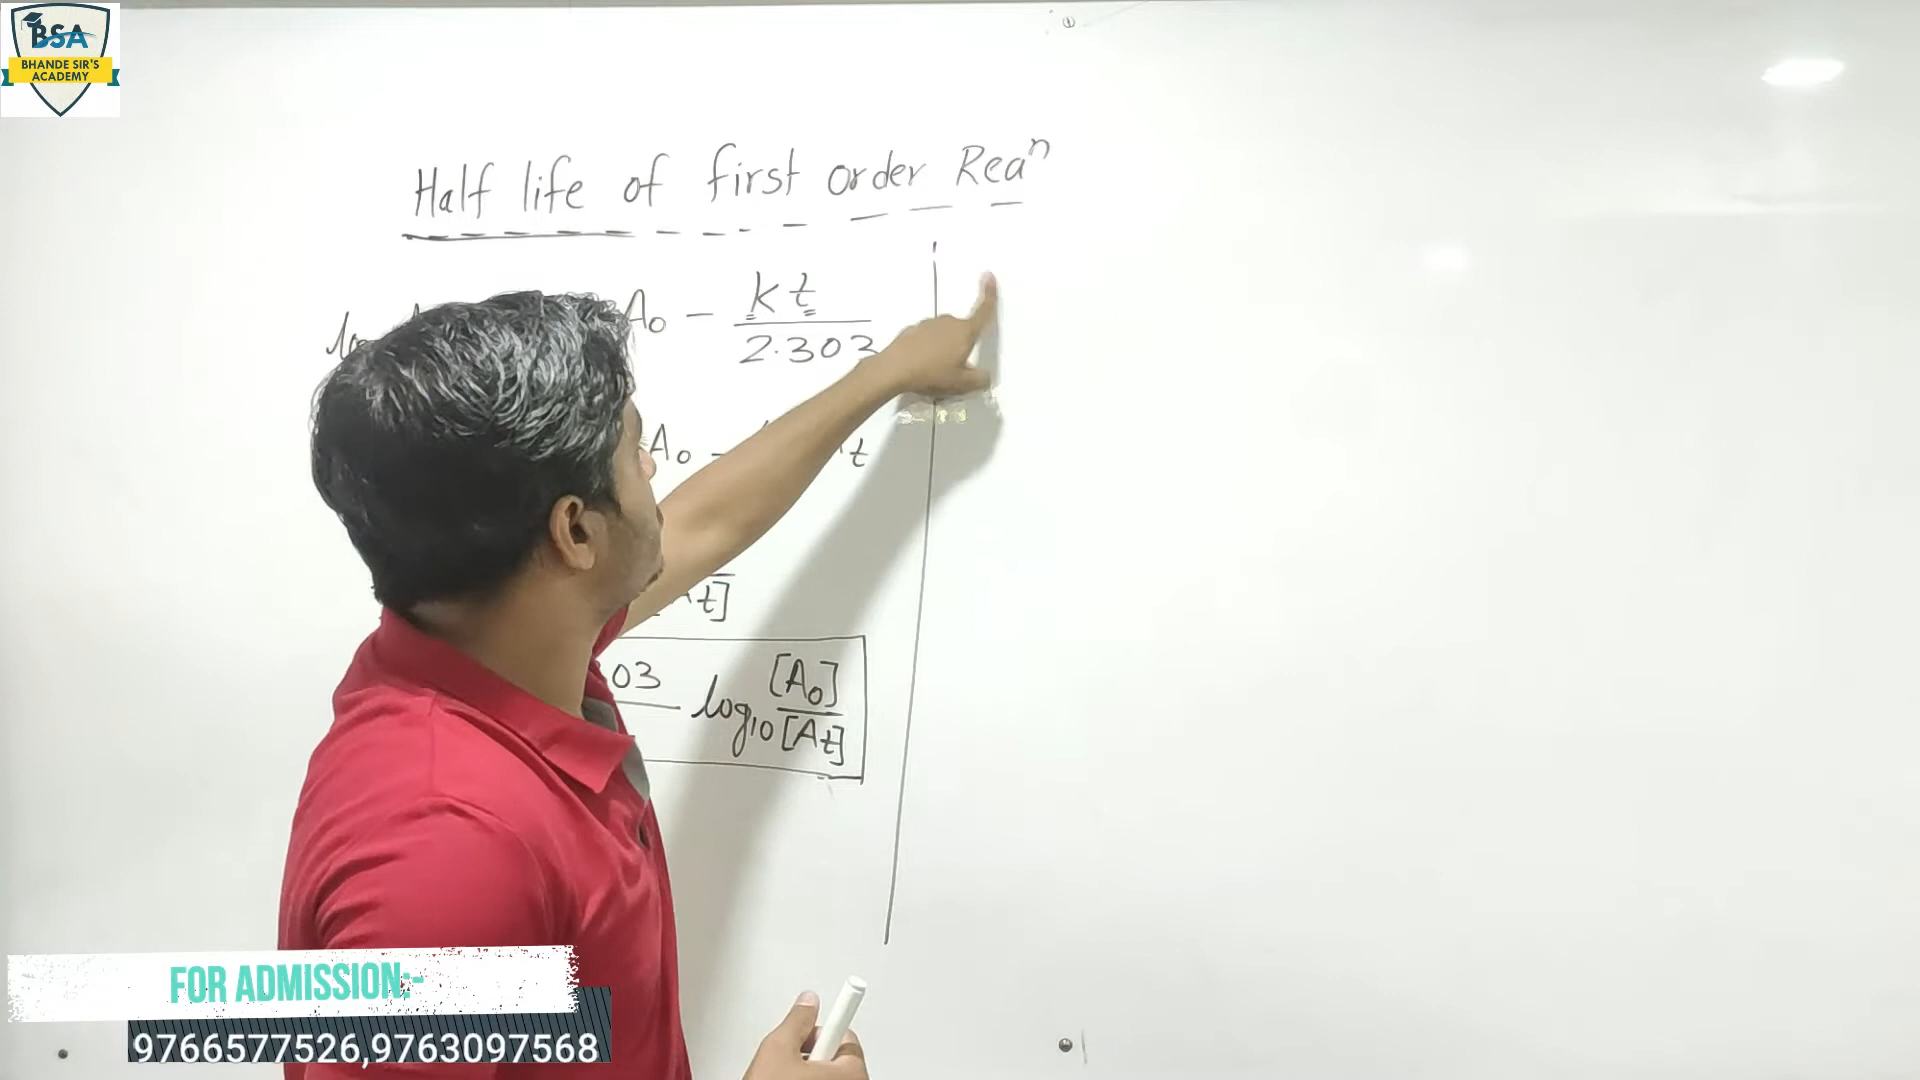 BSA
BHANDE SIR'S
ACADEMY
Half life of first order Reaⁿ
A₀ - kt
2.303
A₀ - t
t]
03 log₁₀ [A₀]
[At]
FOR ADMISSION:-
9766577526,9763097568